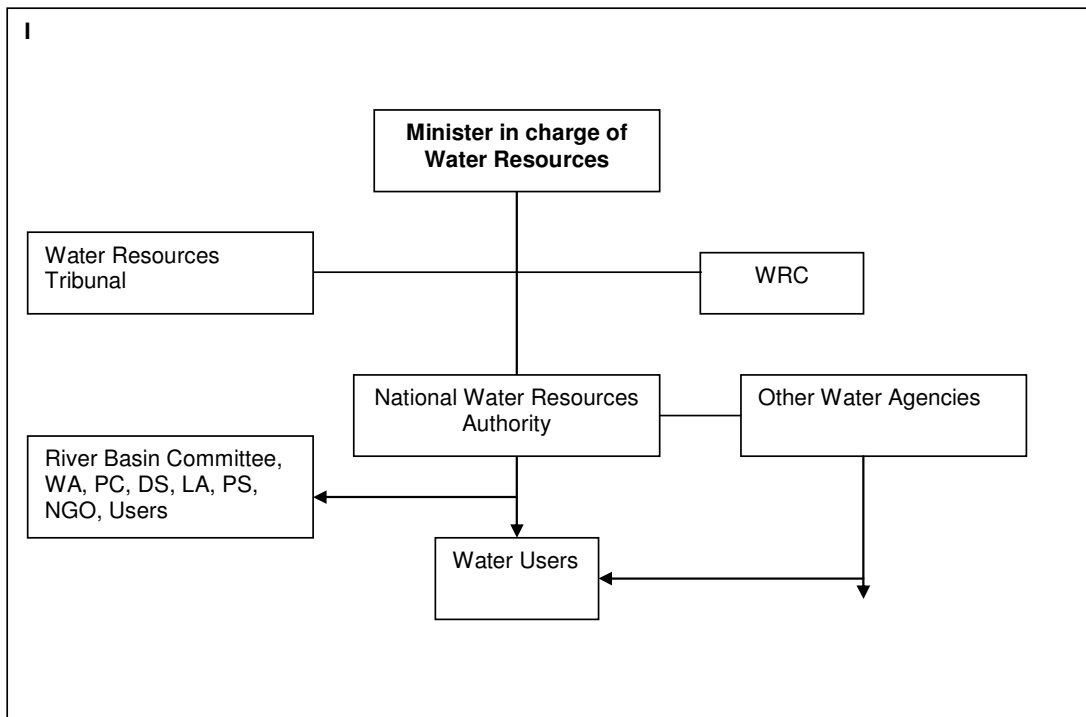 I
Minister in charge of
Water Resources
Water Resources
Tribunal
WRC
National Water Resources
Authority
Other Water Agencies
River Basin Committee,
WA, PC, DS, LA, PS,
NGO, Users
Water Users